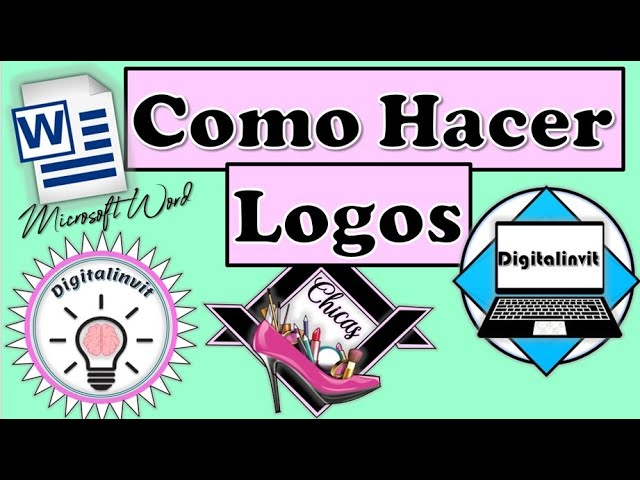 W
Como Hacer
Logos
Microsoft Word
Digitalinvit
Chicas
Digitalinvit